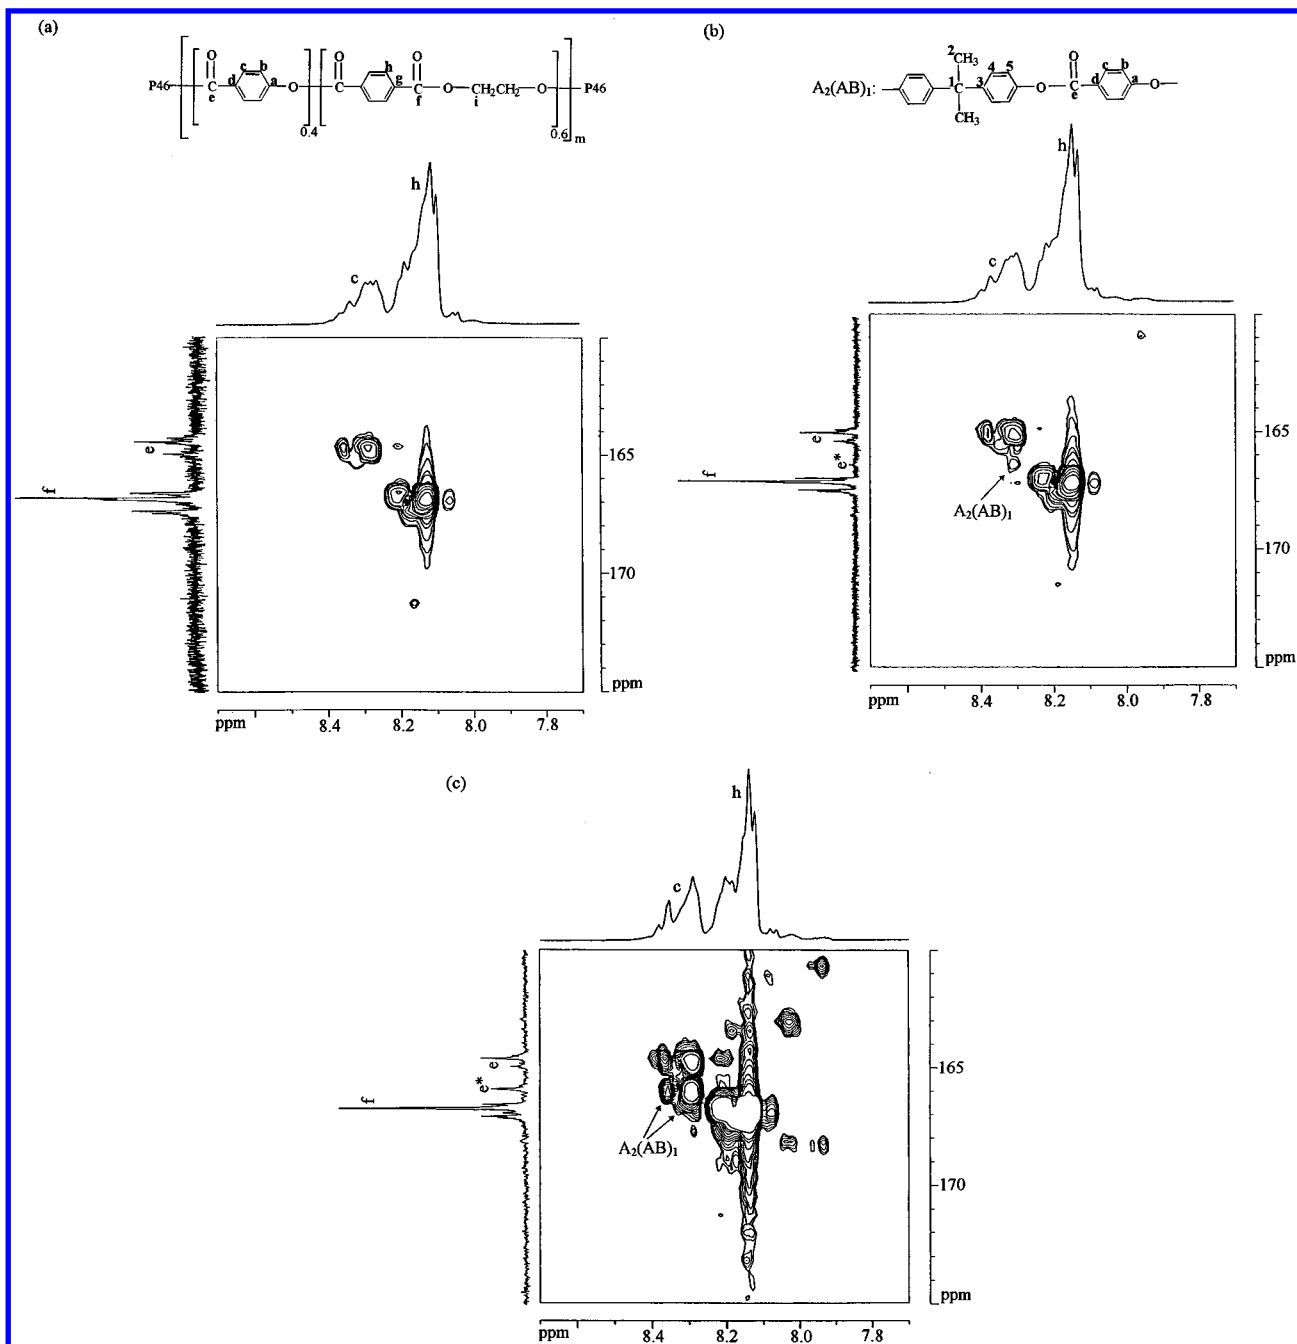 (a)
O
O
O
P46
c b
d a
C
e
O
0.4
C
h
g
C
f
O
CH₂CH₂
i
O
0.6
m
P46
h
c
e
f
165
170
ppm
ppm 8.4 8.2 8.0 7.8
(b)
A₂(AB)₁:
2
CH₃
4 5
1
3
CH₃
O
O
C
e
c b
d a
O
h
c
e
e*
f
A₂(AB)₁
165
170
ppm
ppm 8.4 8.2 8.0 7.8
(c)
h
c
e
e*
f
A₂(AB)₁
165
170
ppm
ppm 8.4 8.2 8.0 7.8